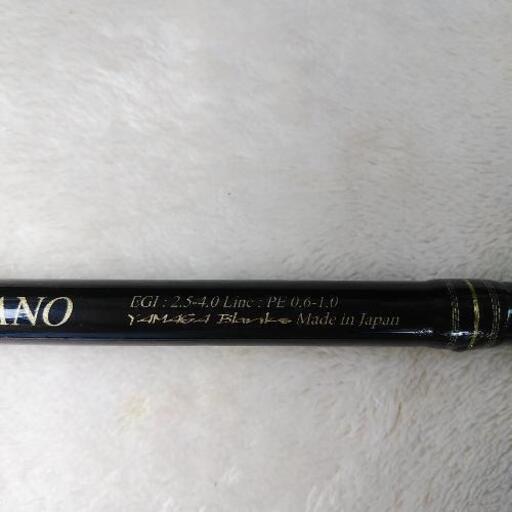 ANO
EGI : 2.5-4.0 Line : PE 0.6-1.0
YAMAGA Blanks Made in Japan